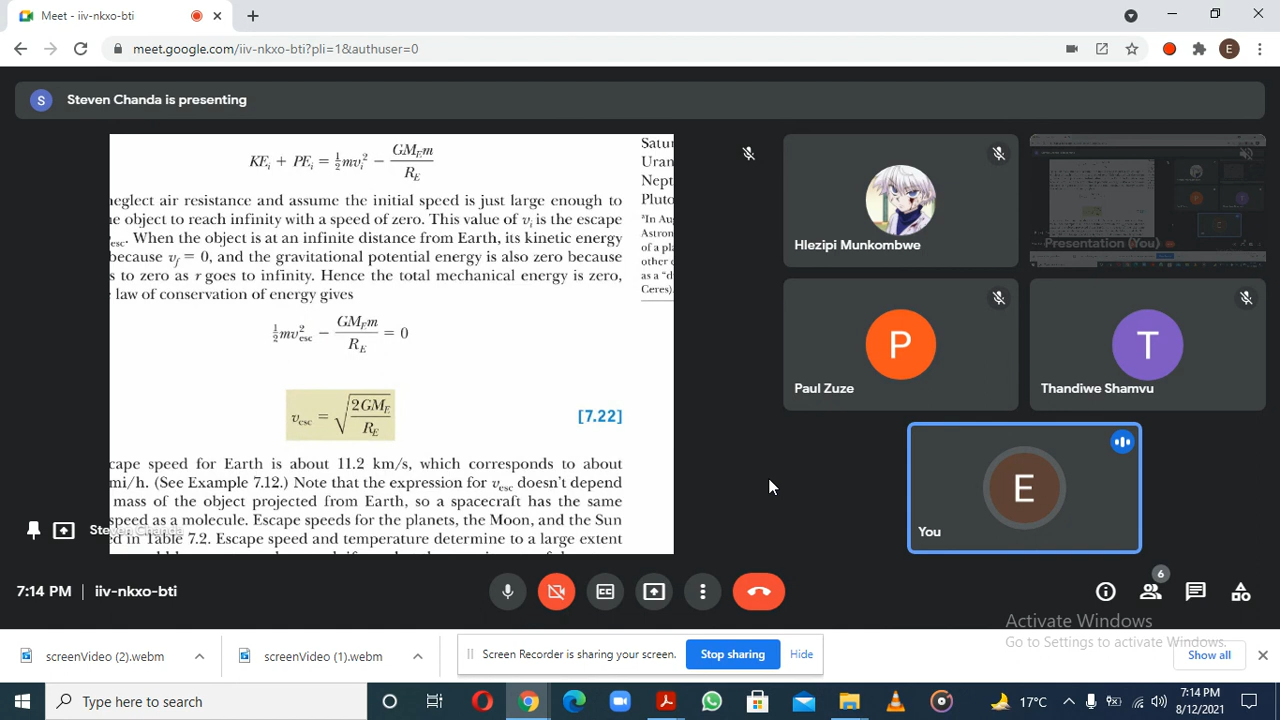 Meet - iiv-nkxo-bti
meet.google.com/iiv-nkxo-bti?pli=1&authuser=0
E
S
Steven Chanda is presenting
KE_i + PE_i = ½mv_i² − GM_E m / R_E
neglect air resistance and assume the initial speed is just large enough to
e object to reach infinity with a speed of zero. This value of v_i is the escape
esc. When the object is at an infinite distance from Earth, its kinetic energy
because v_f = 0, and the gravitational potential energy is also zero because
s to zero as r goes to infinity. Hence the total mechanical energy is zero,
law of conservation of energy gives
½mv²_esc − GM_E m / R_E = 0
v_esc = √(2GM_E / R_E)
[7.22]
cape speed for Earth is about 11.2 km/s, which corresponds to about
mi/h. (See Example 7.12.) Note that the expression for v_esc doesn't depend
mass of the object projected from Earth, so a spacecraft has the same
speed as a molecule. Escape speeds for the planets, the Moon, and the Sun
d in Table 7.2. Escape speed and temperature determine to a large extent
Satur
Uran
Nept
Pluto
ᵃIn Aug
Astron
of a pla
other c
as a "d
Ceres)
Steven Chanda
Hlezipi Munkombwe
Presentation (You)
P
Paul Zuze
T
Thandiwe Shamvu
E
You
7:14 PM | iiv-nkxo-bti
6
Activate Windows
Go to Settings to activate Windows.
screenVideo (2).webm
screenVideo (1).webm
Screen Recorder is sharing your screen.
Stop sharing
Hide
Show all
Type here to search
17°C
7:14 PM
8/12/2021